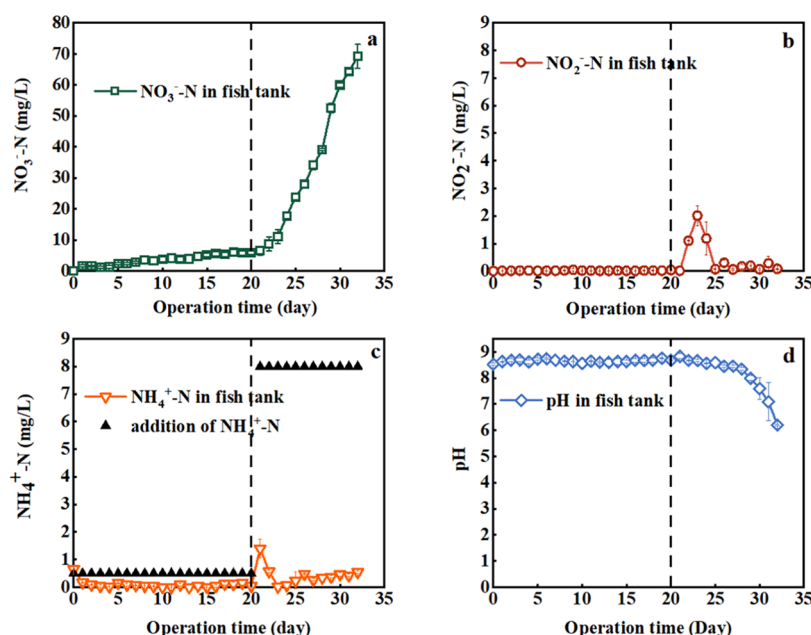 a
80
70
60
50
40
30
20
10
0
NO₃⁻-N (mg/L)
NO₃⁻-N in fish tank
0 5 10 15 20 25 30 35
Operation time (day)
b
9
8
7
6
5
4
3
2
1
0
NO₂⁻-N (mg/L)
NO₂⁻-N in fish tank
0 5 10 15 20 25 30 35
Operation time (day)
c
9
8
7
6
5
4
3
2
1
0
NH₄⁺-N (mg/L)
NH₄⁺-N in fish tank
addition of NH₄⁺-N
0 5 10 15 20 25 30 35
Operation time (day)
d
9
8
7
6
5
4
3
2
1
0
pH
pH in fish tank
0 5 10 15 20 25 30 35
Operation time (Day)